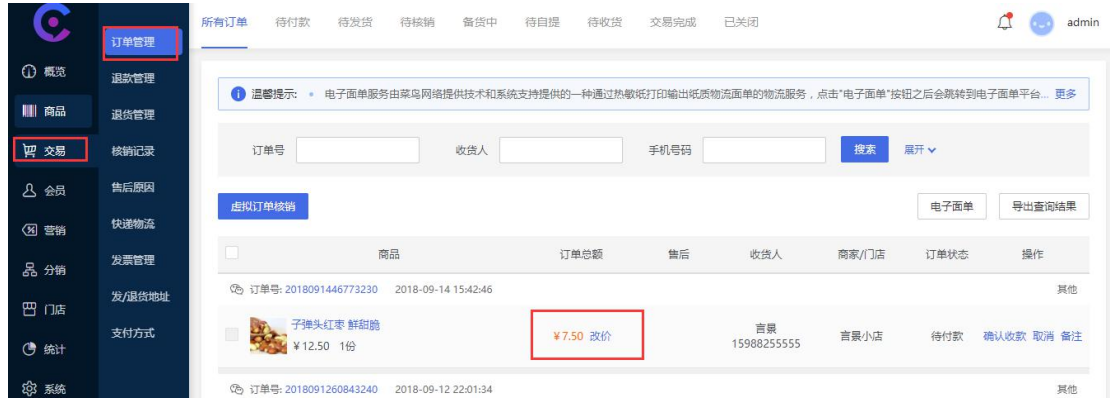 所有订单 待付款 待发货 待核销 备货中 待自提 待收货 交易完成 已关闭 admin
概览
商品
交易
会员
营销
分销
门店
统计
系统
订单管理
退款管理
退货管理
核销记录
售后原因
快递物流
发票管理
发/退货地址
支付方式
温馨提示: • 电子面单服务由菜鸟网络提供技术和系统支持提供的一种通过热敏纸打印输出纸质物流面单的物流服务，点击"电子面单"按钮之后会跳转到电子面单平台... 更多
订单号 收货人 手机号码 搜索 展开
虚拟订单核销 电子面单 导出查询结果
商品 订单总额 售后 收货人 商家/门店 订单状态 操作
订单号: 2018091446773230 2018-09-14 15:42:46 其他
子弹头红枣 鲜甜脆
¥12.50 1份
¥7.50 改价
言景
15988255555
言景小店 待付款 确认收款 取消 备注
订单号: 2018091260843240 2018-09-12 22:01:34 其他